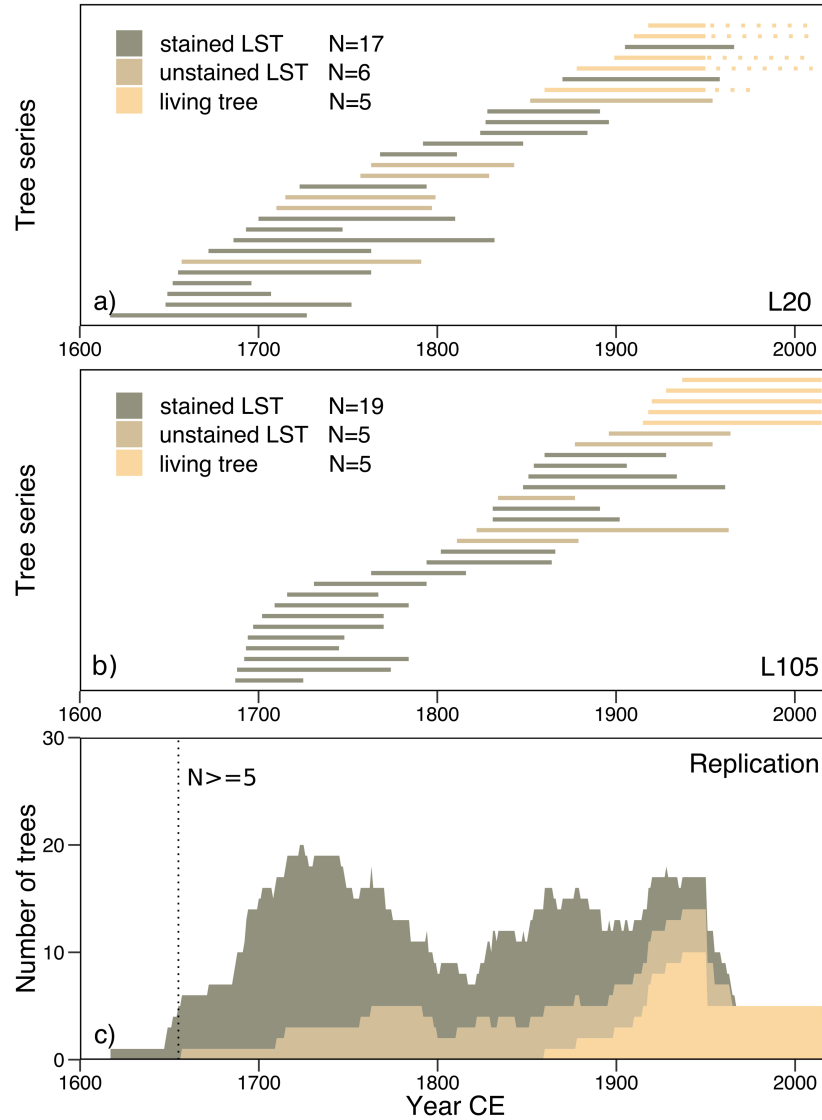 stained LST N=17
unstained LST N=6
living tree N=5
Tree series
a)
L20
1600 1700 1800 1900 2000
stained LST N=19
unstained LST N=5
living tree N=5
Tree series
b)
L105
1600 1700 1800 1900 2000
30
Replication
N>=5
20
Number of trees
10
c)
0
1600 1700 1800 1900 2000
Year CE